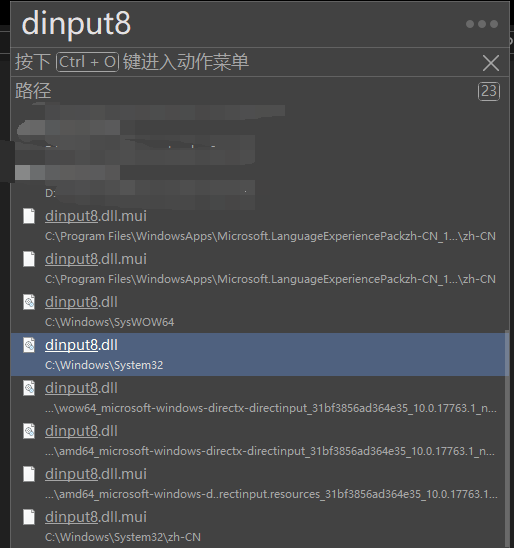 dinput8
按下 Ctrl + O 键进入动作菜单
路径 23
D:
dinput8.dll.mui
C:\Program Files\WindowsApps\Microsoft.LanguageExperiencePackzh-CN_1...\zh-CN
dinput8.dll.mui
C:\Program Files\WindowsApps\Microsoft.LanguageExperiencePackzh-CN_1...\zh-CN
dinput8.dll
C:\Windows\SysWOW64
dinput8.dll
C:\Windows\System32
dinput8.dll
...\wow64_microsoft-windows-directx-directinput_31bf3856ad364e35_10.0.17763.1_n...
dinput8.dll
...\amd64_microsoft-windows-directx-directinput_31bf3856ad364e35_10.0.17763.1_n...
dinput8.dll.mui
...\amd64_microsoft-windows-d..rectinput.resources_31bf3856ad364e35_10.0.17763.1...
dinput8.dll.mui
C:\Windows\System32\zh-CN